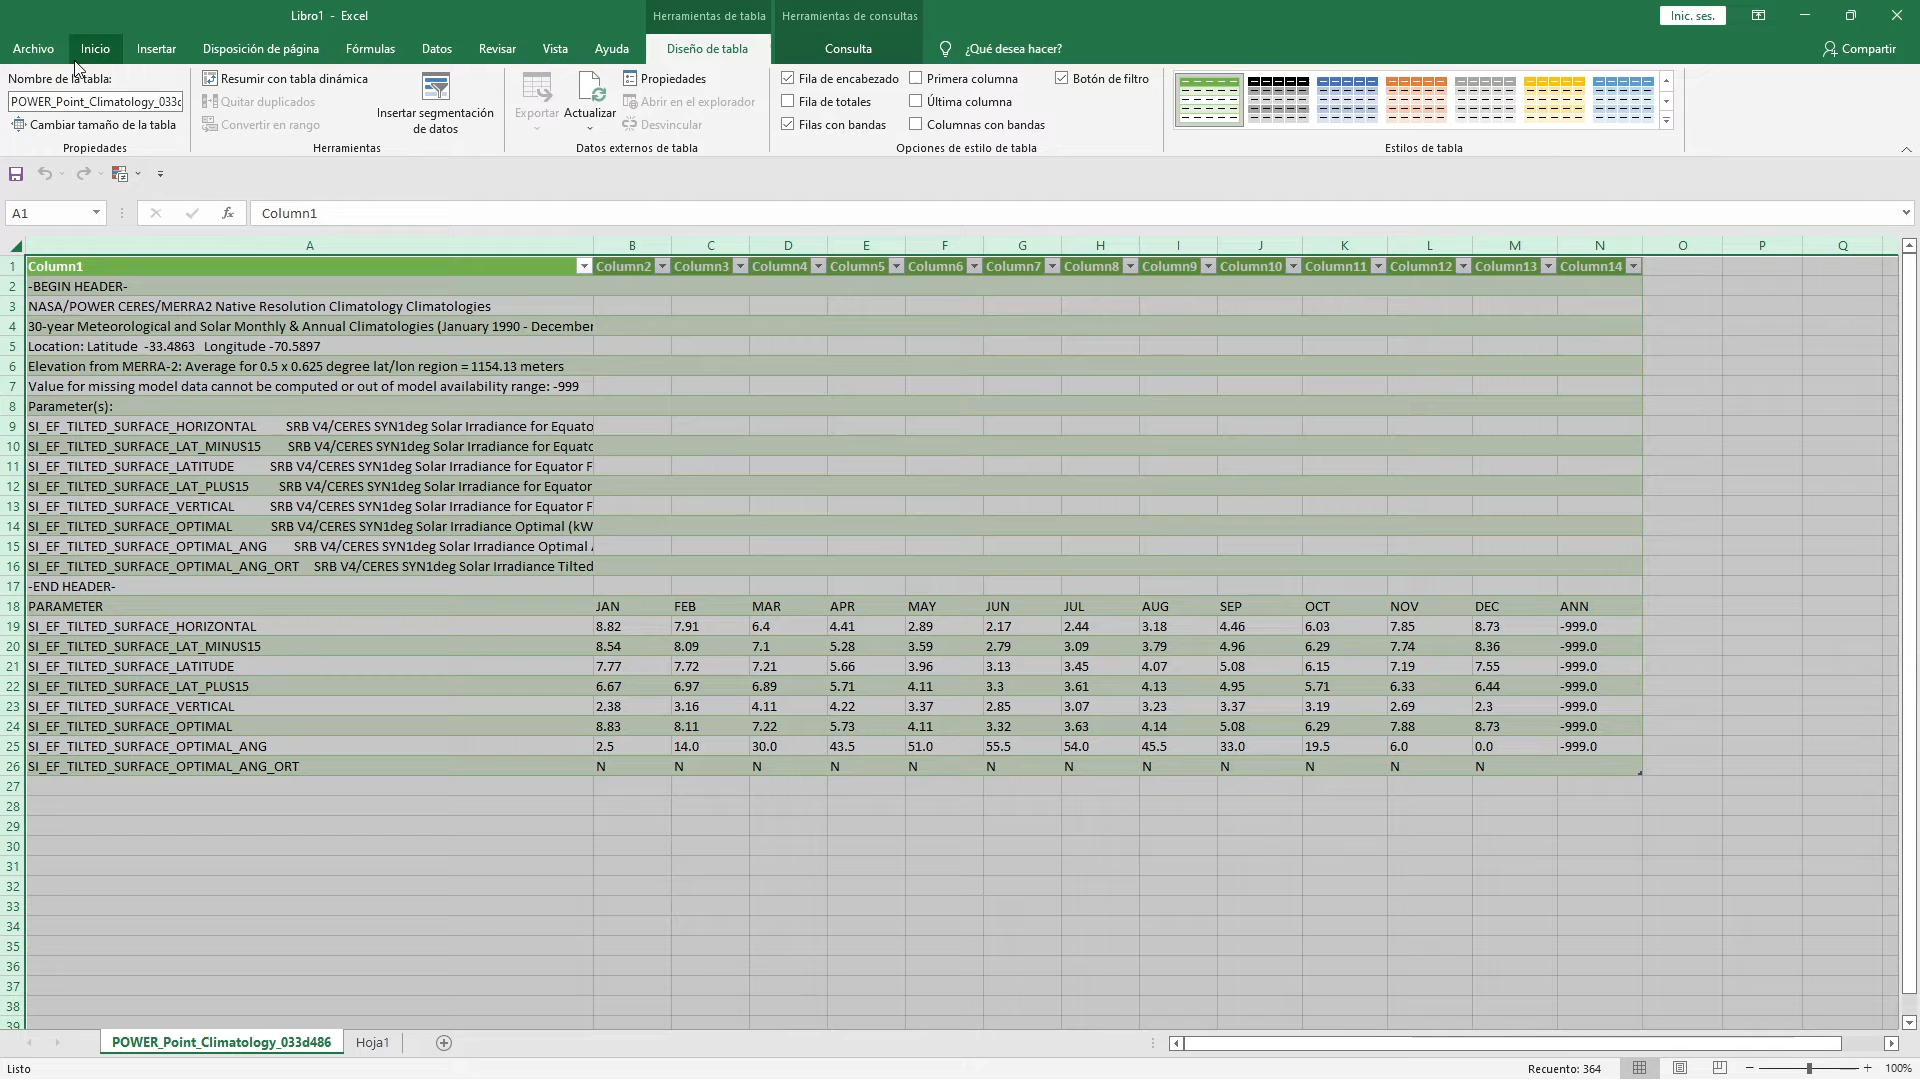 Libro1 - Excel
Herramientas de tabla
Herramientas de consultas
Inic. ses.
Archivo Inicio Insertar Disposición de página Fórmulas Datos Revisar Vista Ayuda Diseño de tabla Consulta ¿Qué desea hacer? Compartir
Nombre de la tabla:
POWER_Point_Climatology_033d
Cambiar tamaño de la tabla
Propiedades
Resumir con tabla dinámica
Quitar duplicados
Convertir en rango
Insertar segmentación
de datos
Herramientas
Exportar
Actualizar
Propiedades
Abrir en el explorador
Desvincular
Datos externos de tabla
Fila de encabezado Primera columna Botón de filtro
Fila de totales Última columna
Filas con bandas Columnas con bandas
Opciones de estilo de tabla
Estilos de tabla
A1 fx Column1
A B C D E F G H I J K L M N O P Q
1 Column1 Column2 Column3 Column4 Column5 Column6 Column7 Column8 Column9 Column10 Column11 Column12 Column13 Column14
2 -BEGIN HEADER-
3 NASA/POWER CERES/MERRA2 Native Resolution Climatology Climatologies
4 30-year Meteorological and Solar Monthly & Annual Climatologies (January 1990 - December
5 Location: Latitude -33.4863 Longitude -70.5897
6 Elevation from MERRA-2: Average for 0.5 x 0.625 degree lat/lon region = 1154.13 meters
7 Value for missing model data cannot be computed or out of model availability range: -999
8 Parameter(s):
9 SI_EF_TILTED_SURFACE_HORIZONTAL SRB V4/CERES SYN1deg Solar Irradiance for Equato
10 SI_EF_TILTED_SURFACE_LAT_MINUS15 SRB V4/CERES SYN1deg Solar Irradiance for Equato
11 SI_EF_TILTED_SURFACE_LATITUDE SRB V4/CERES SYN1deg Solar Irradiance for Equator F
12 SI_EF_TILTED_SURFACE_LAT_PLUS15 SRB V4/CERES SYN1deg Solar Irradiance for Equator
13 SI_EF_TILTED_SURFACE_VERTICAL SRB V4/CERES SYN1deg Solar Irradiance for Equator F
14 SI_EF_TILTED_SURFACE_OPTIMAL SRB V4/CERES SYN1deg Solar Irradiance Optimal (kW
15 SI_EF_TILTED_SURFACE_OPTIMAL_ANG SRB V4/CERES SYN1deg Solar Irradiance Optimal
16 SI_EF_TILTED_SURFACE_OPTIMAL_ANG_ORT SRB V4/CERES SYN1deg Solar Irradiance Tilted
17 -END HEADER-
18 PARAMETER JAN FEB MAR APR MAY JUN JUL AUG SEP OCT NOV DEC ANN
19 SI_EF_TILTED_SURFACE_HORIZONTAL 8.82 7.91 6.4 4.41 2.89 2.17 2.44 3.18 4.46 6.03 7.85 8.73 -999.0
20 SI_EF_TILTED_SURFACE_LAT_MINUS15 8.54 8.09 7.1 5.28 3.59 2.79 3.09 3.79 4.96 6.29 7.74 8.36 -999.0
21 SI_EF_TILTED_SURFACE_LATITUDE 7.77 7.72 7.21 5.66 3.96 3.13 3.45 4.07 5.08 6.15 7.19 7.55 -999.0
22 SI_EF_TILTED_SURFACE_LAT_PLUS15 6.67 6.97 6.89 5.71 4.11 3.3 3.61 4.13 4.95 5.71 6.33 6.44 -999.0
23 SI_EF_TILTED_SURFACE_VERTICAL 2.38 3.16 4.11 4.22 3.37 2.85 3.07 3.23 3.37 3.19 2.69 2.3 -999.0
24 SI_EF_TILTED_SURFACE_OPTIMAL 8.83 8.11 7.22 5.73 4.11 3.32 3.63 4.14 5.08 6.29 7.88 8.73 -999.0
25 SI_EF_TILTED_SURFACE_OPTIMAL_ANG 2.5 14.0 30.0 43.5 51.0 55.5 54.0 45.5 33.0 19.5 6.0 0.0 -999.0
26 SI_EF_TILTED_SURFACE_OPTIMAL_ANG_ORT N N N N N N N N N N N N
27
28
29
30
31
32
33
34
35
36
37
38
39
POWER_Point_Climatology_033d486 Hoja1
Listo Recuento: 364 100%